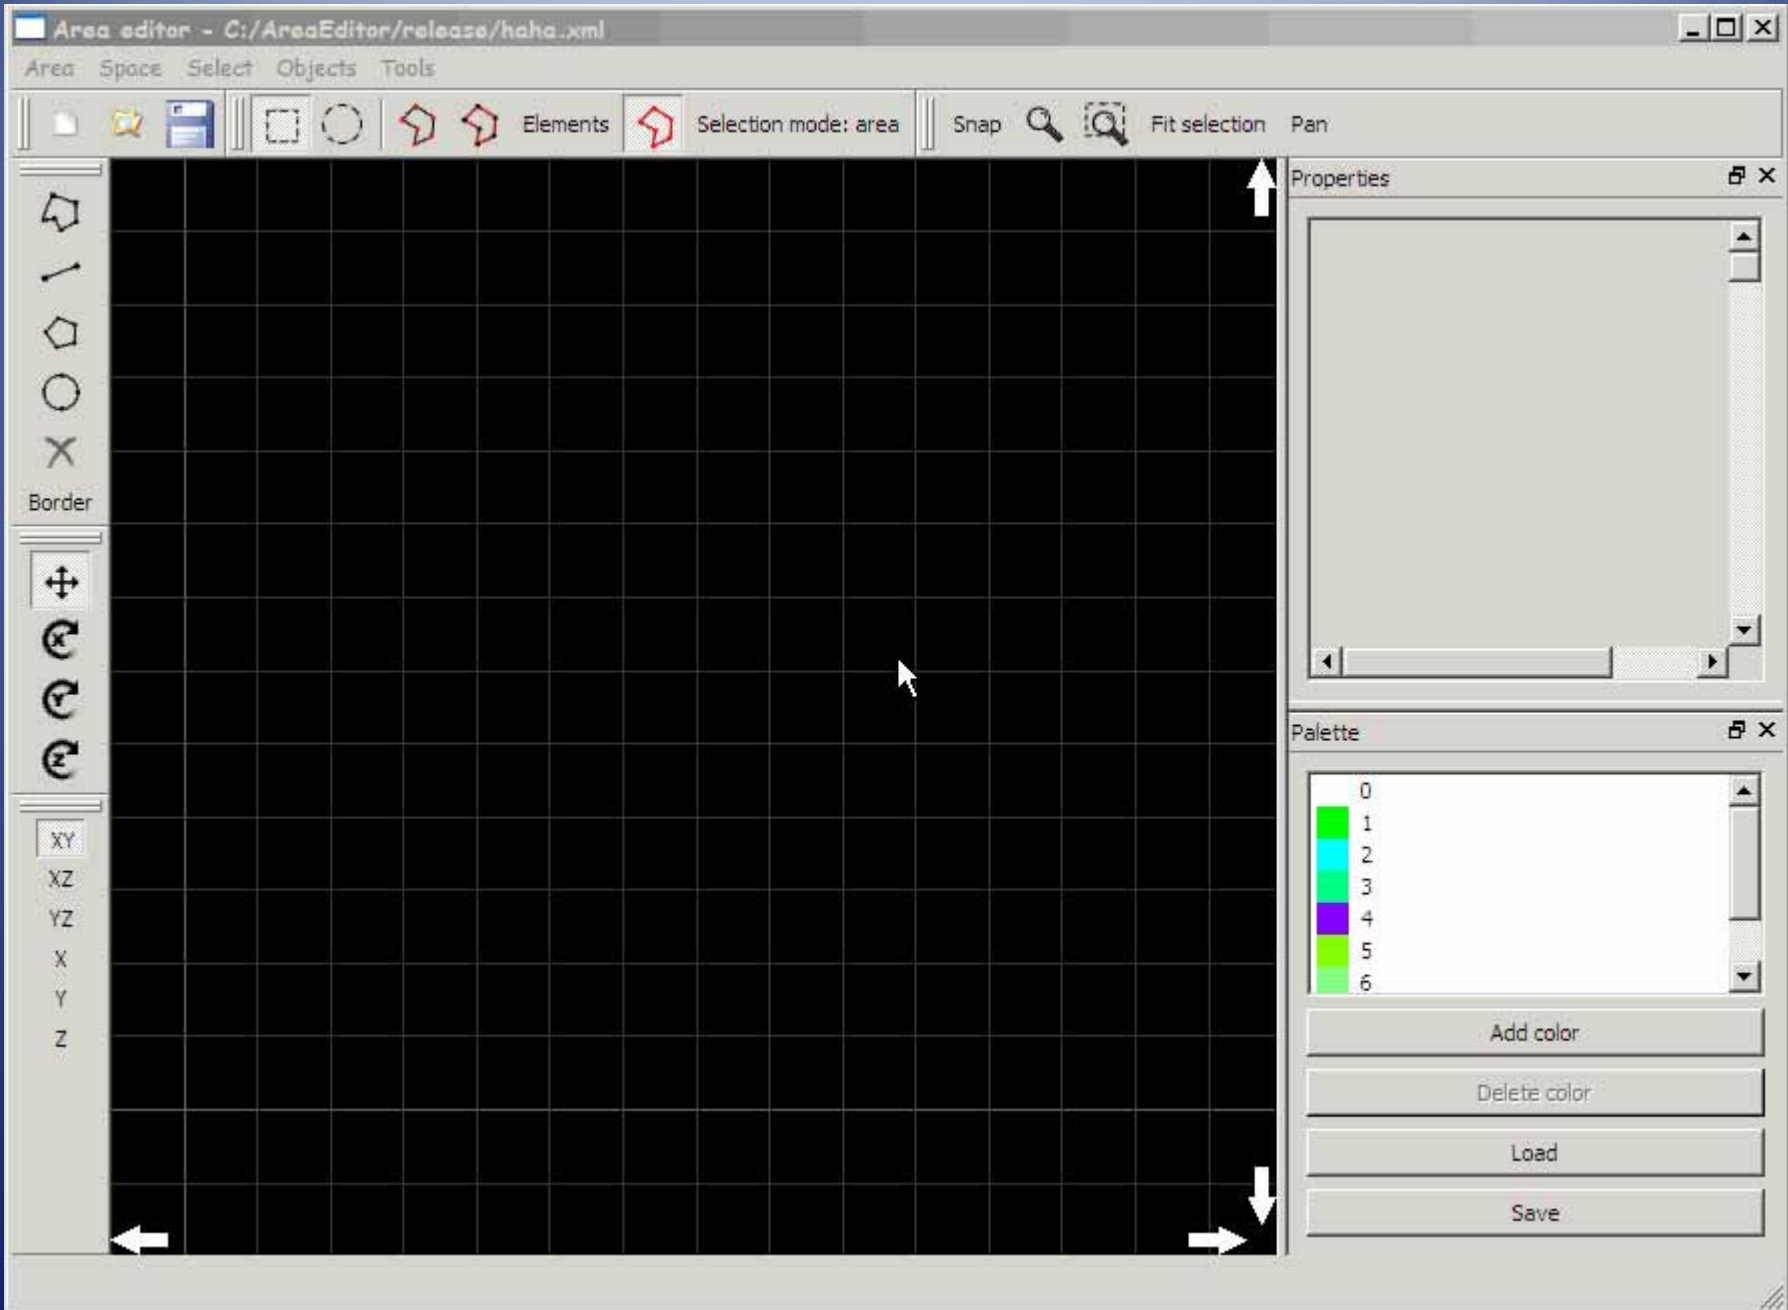 Area editor - C:/AreaEditor/release/haha.xml
Area Space Select Objects Tools
Elements Selection mode: area Snap Fit selection Pan
Properties
Border
X
Y
Z
Palette
XY
XZ
YZ
X
Y
Z
0
1
2
3
4
5
6
Add color
Delete color
Load
Save